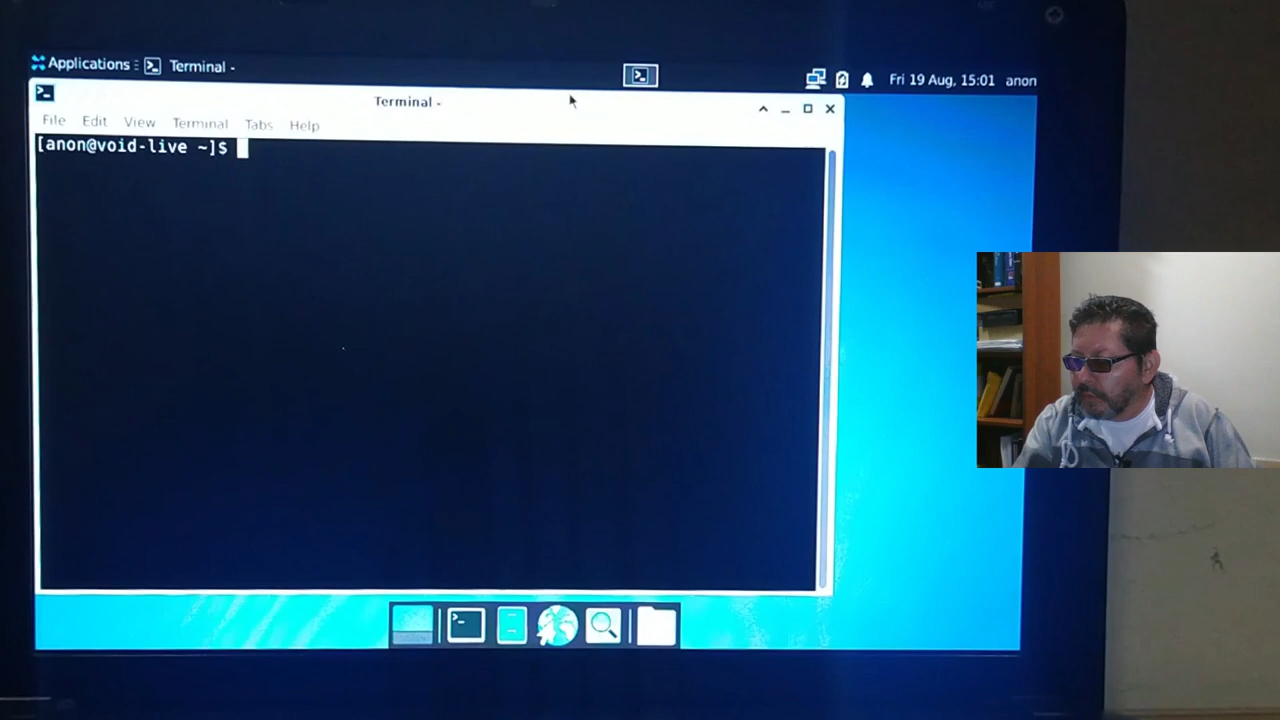 Applications Terminal -
Fri 19 Aug, 15:01 anon
Terminal -
File Edit View Terminal Tabs Help
[anon@void-live ~]$